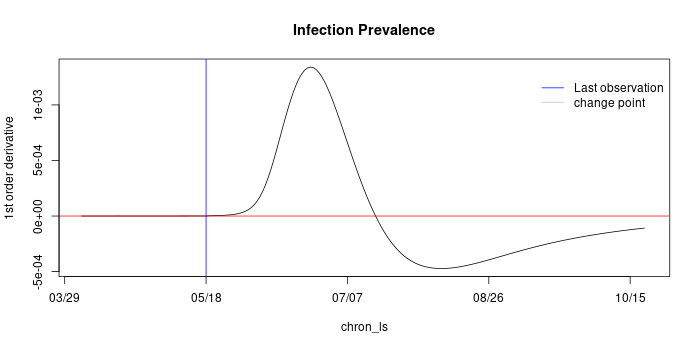 Infection Prevalence
1st order derivative
1e-03
5e-04
0e+00
-5e-04
Last observation
change point
03/29
05/18
07/07
08/26
10/15
chron_ls